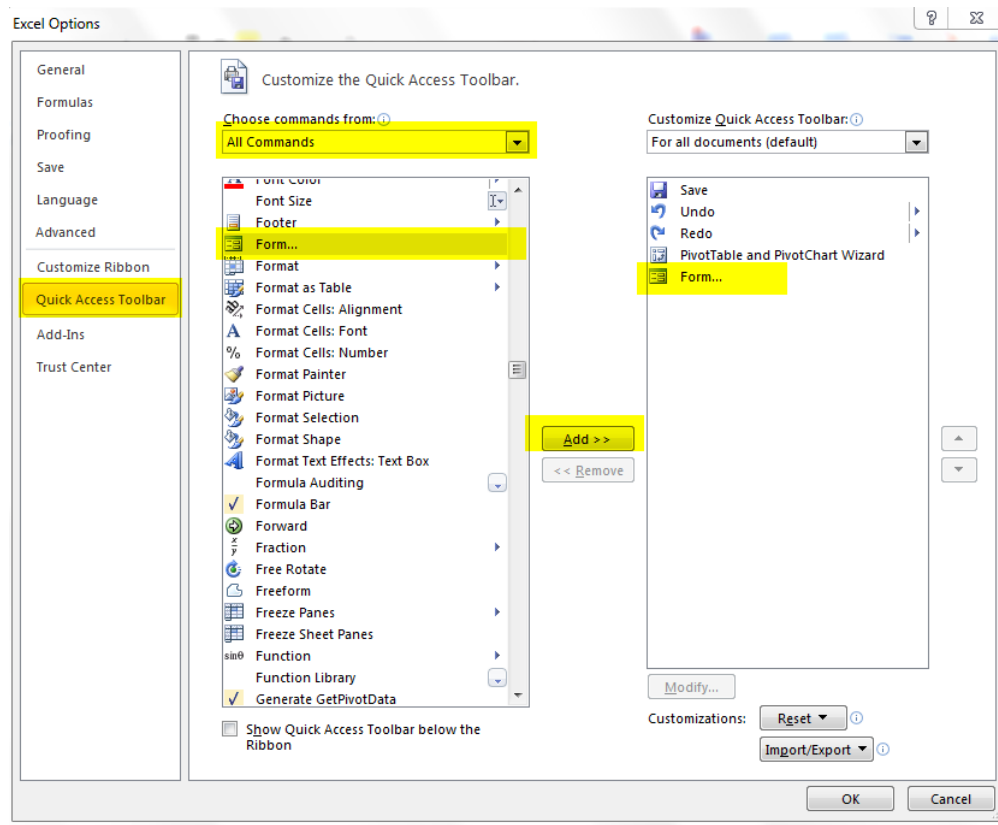 Excel Options
General
Formulas
Proofing
Save
Language
Advanced
Customize Ribbon
Quick Access Toolbar
Add-Ins
Trust Center
Customize the Quick Access Toolbar.
Choose commands from:
All Commands
Font Color
Font Size
Footer
Form...
Format
Format as Table
Format Cells: Alignment
Format Cells: Font
Format Cells: Number
Format Painter
Format Picture
Format Selection
Format Shape
Format Text Effects: Text Box
Formula Auditing
Formula Bar
Forward
Fraction
Free Rotate
Freeform
Freeze Panes
Freeze Sheet Panes
Function
Function Library
Generate GetPivotData
Show Quick Access Toolbar below the
Ribbon
Add >>
<< Remove
Customize Quick Access Toolbar:
For all documents (default)
Save
Undo
Redo
PivotTable and PivotChart Wizard
Form...
Modify...
Customizations: Reset
Import/Export
OK Cancel